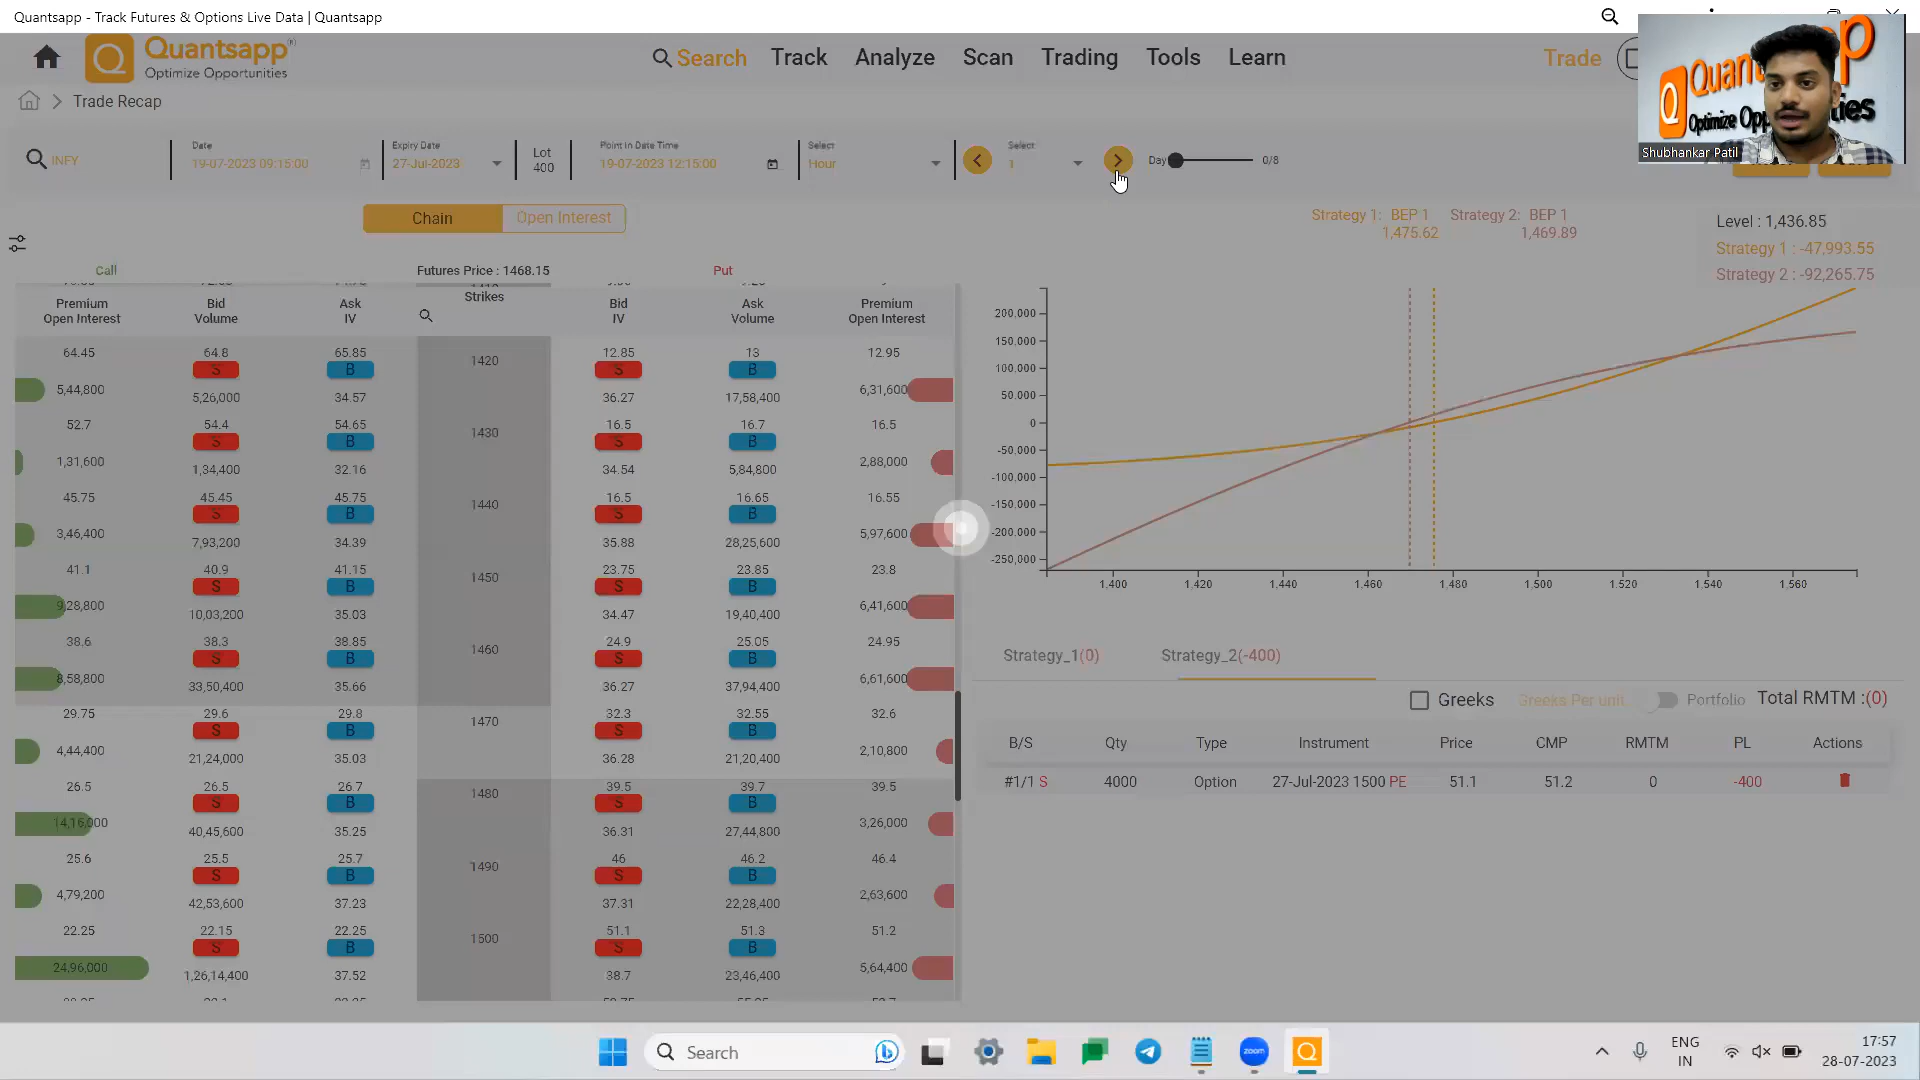 Quantsapp - Track Futures & Options Live Data | Quantsapp
Quantsapp
Optimize Opportunities
Search
Track
Analyze
Scan
Trading
Tools
Learn
Trade
Shubhankar Patil
Trade Recap
INFY
Date
19-07-2023 09:15:00
Expiry Date
27-Jul-2023
Lot
400
Point In Date Time
19-07-2023 12:15:00
Select
Hour
Select
1
Day
0/8
Chain
Open Interest
Strategy 1: BEP 1
1,475.62
Strategy 2: BEP 1
1,469.89
Level : 1,436.85
Strategy 1 : -47,993.55
Strategy 2 : -92,265.75
Call
Futures Price : 1468.15
Put
Premium
Open Interest
Bid
Volume
Ask
IV
Strikes
Bid
IV
Ask
Volume
Premium
Open Interest
64.45 64.8 65.85 1420 12.85 13 12.95
S B S B
5,44,800 5,26,000 34.57 36.27 17,58,400 6,31,600
52.7 54.4 54.65 1430 16.5 16.7 16.5
S B S B
1,31,600 1,34,400 32.16 34.54 5,84,800 2,88,000
45.75 45.45 45.75 1440 16.5 16.65 16.55
S B S B
3,46,400 7,93,200 34.39 35.88 28,25,600 5,97,600
41.1 40.9 41.15 1450 23.75 23.85 23.8
S B S B
9,28,800 10,03,200 35.03 34.47 19,40,400 6,41,600
38.6 38.3 38.85 1460 24.9 25.05 24.95
S B S B
8,58,800 33,50,400 35.66 36.27 37,94,400 6,61,600
29.75 29.6 29.8 1470 32.3 32.55 32.6
S B S B
4,44,400 21,24,000 35.03 36.28 21,20,400 2,10,800
26.5 26.5 26.7 1480 39.5 39.7 39.5
S B S B
14,16,000 40,45,600 35.25 36.31 27,44,800 3,26,000
25.6 25.5 25.7 1490 46 46.2 46.4
S B S B
4,79,200 42,53,600 37.23 37.31 22,28,400 2,63,600
22.25 22.15 22.25 1500 51.1 51.3 51.2
S B S B
24,96,000 1,26,14,400 37.52 38.7 23,46,400 5,64,400
200,000
150,000
100,000
50,000
0
-50,000
-100,000
-150,000
-200,000
-250,000
1,400 1,420 1,440 1,460 1,480 1,500 1,520 1,540 1,560
Strategy_1(0)
Strategy_2(-400)
Greeks
Greeks Per unit
Portfolio
Total RMTM :(0)
B/S Qty Type Instrument Price CMP RMTM PL Actions
#1/1 S 4000 Option 27-Jul-2023 1500 PE 51.1 51.2 0 -400
Search
zoom
ENG
IN
17:57
28-07-2023